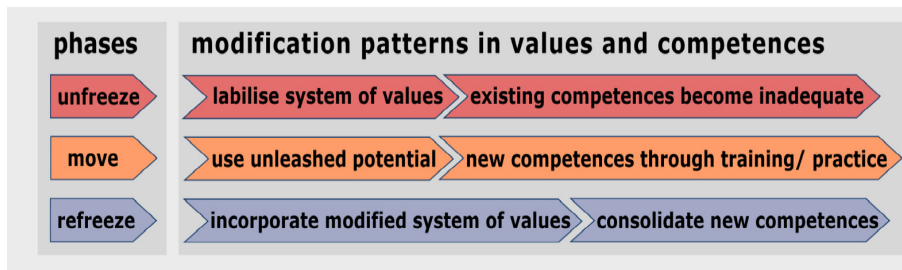 phases modification patterns in values and competences
unfreeze labilise system of values existing competences become inadequate
move use unleashed potential new competences through training/ practice
refreeze incorporate modified system of values consolidate new competences